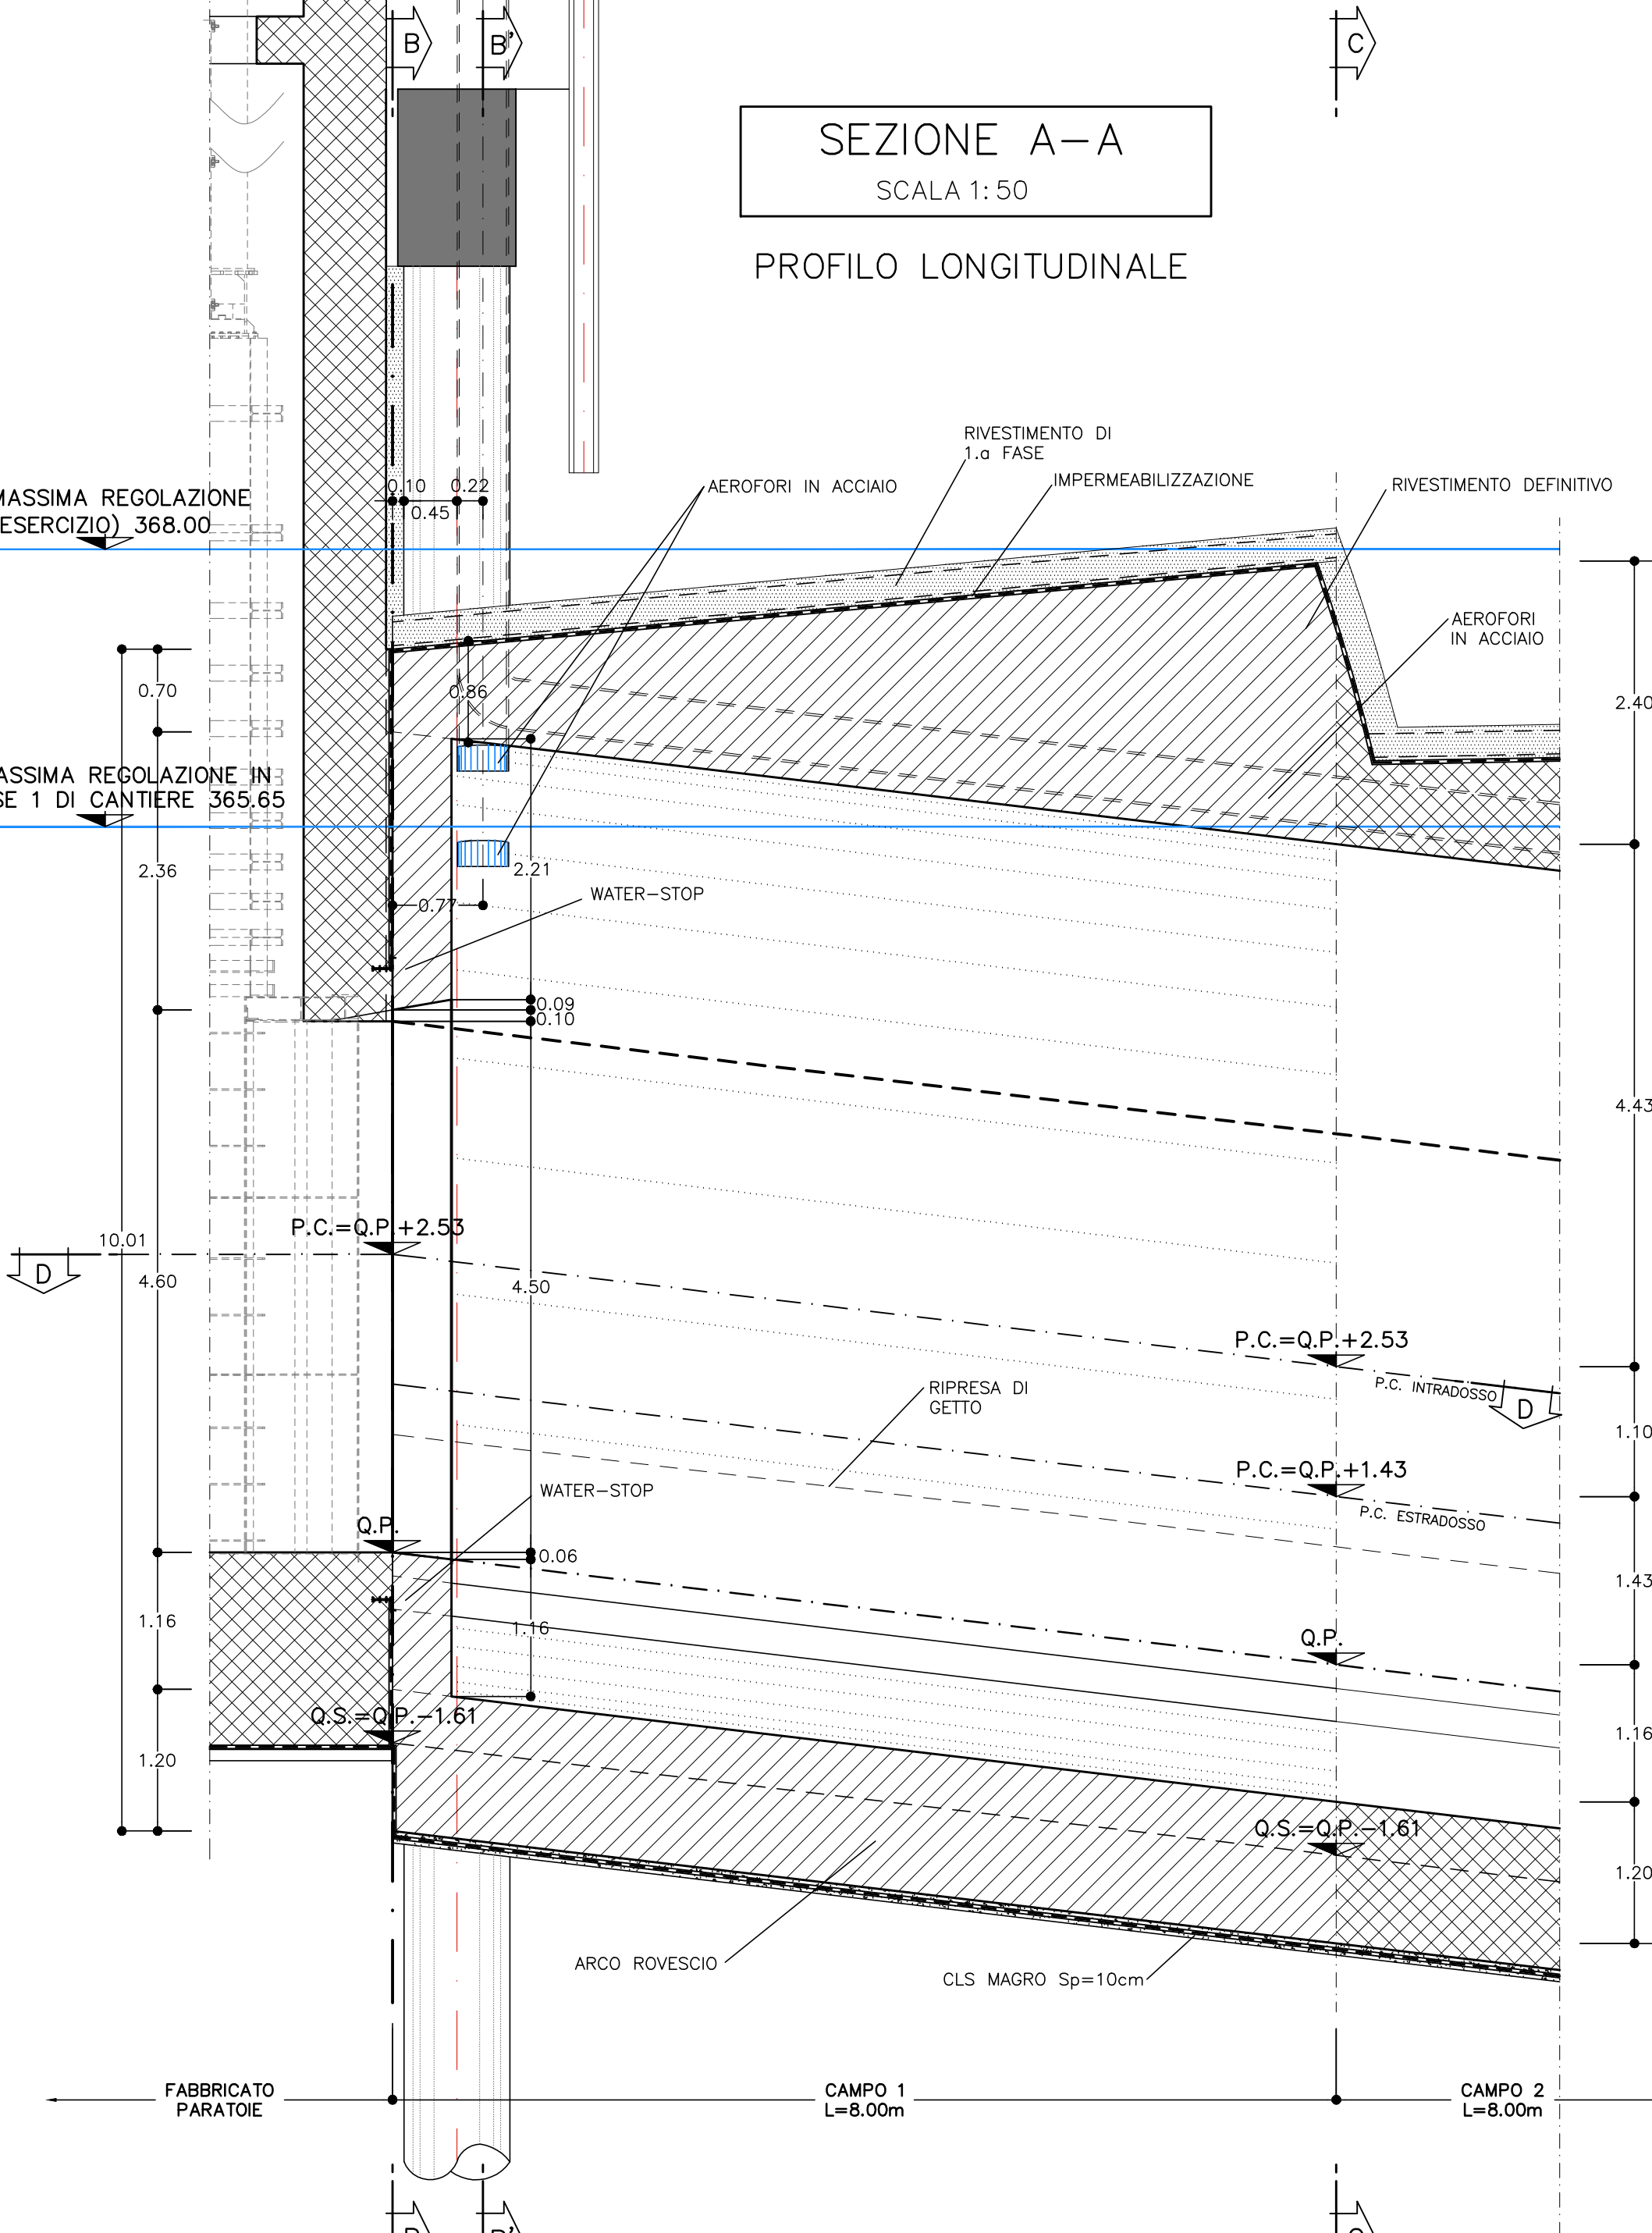 B
B'
C
SEZIONE A-A
SCALA 1:50
PROFILO LONGITUDINALE
RIVESTIMENTO DI
1.a FASE
IMPERMEABILIZZAZIONE
RIVESTIMENTO DEFINITIVO
AEROFORI IN ACCIAIO
MASSIMA REGOLAZIONE
ESERCIZIO) 368.00
0.10
0.22
0.45
AEROFORI
IN ACCIAIO
0.70
0.86
2.40
MASSIMA REGOLAZIONE IN
SE 1 DI CANTIERE 365.65
2.36
2.21
WATER-STOP
0.77
0.09
0.10
4.43
P.C.=Q.P.+2.53
10.01
D
4.60
4.50
P.C.=Q.P.+2.53
P.C. INTRADOSSO
RIPRESA DI
GETTO
D
1.10
P.C.=Q.P.+1.43
WATER-STOP
P.C. ESTRADOSSO
Q.P.
0.06
1.43
1.16
1.16
Q.P.
Q.S.=Q.P.-1.61
1.16
1.20
Q.S.=Q.P.-1.61
1.20
ARCO ROVESCIO
CLS MAGRO Sp=10cm
FABBRICATO
PARATOIE
CAMPO 1
L=8.00m
CAMPO 2
L=8.00m
B
B'
C